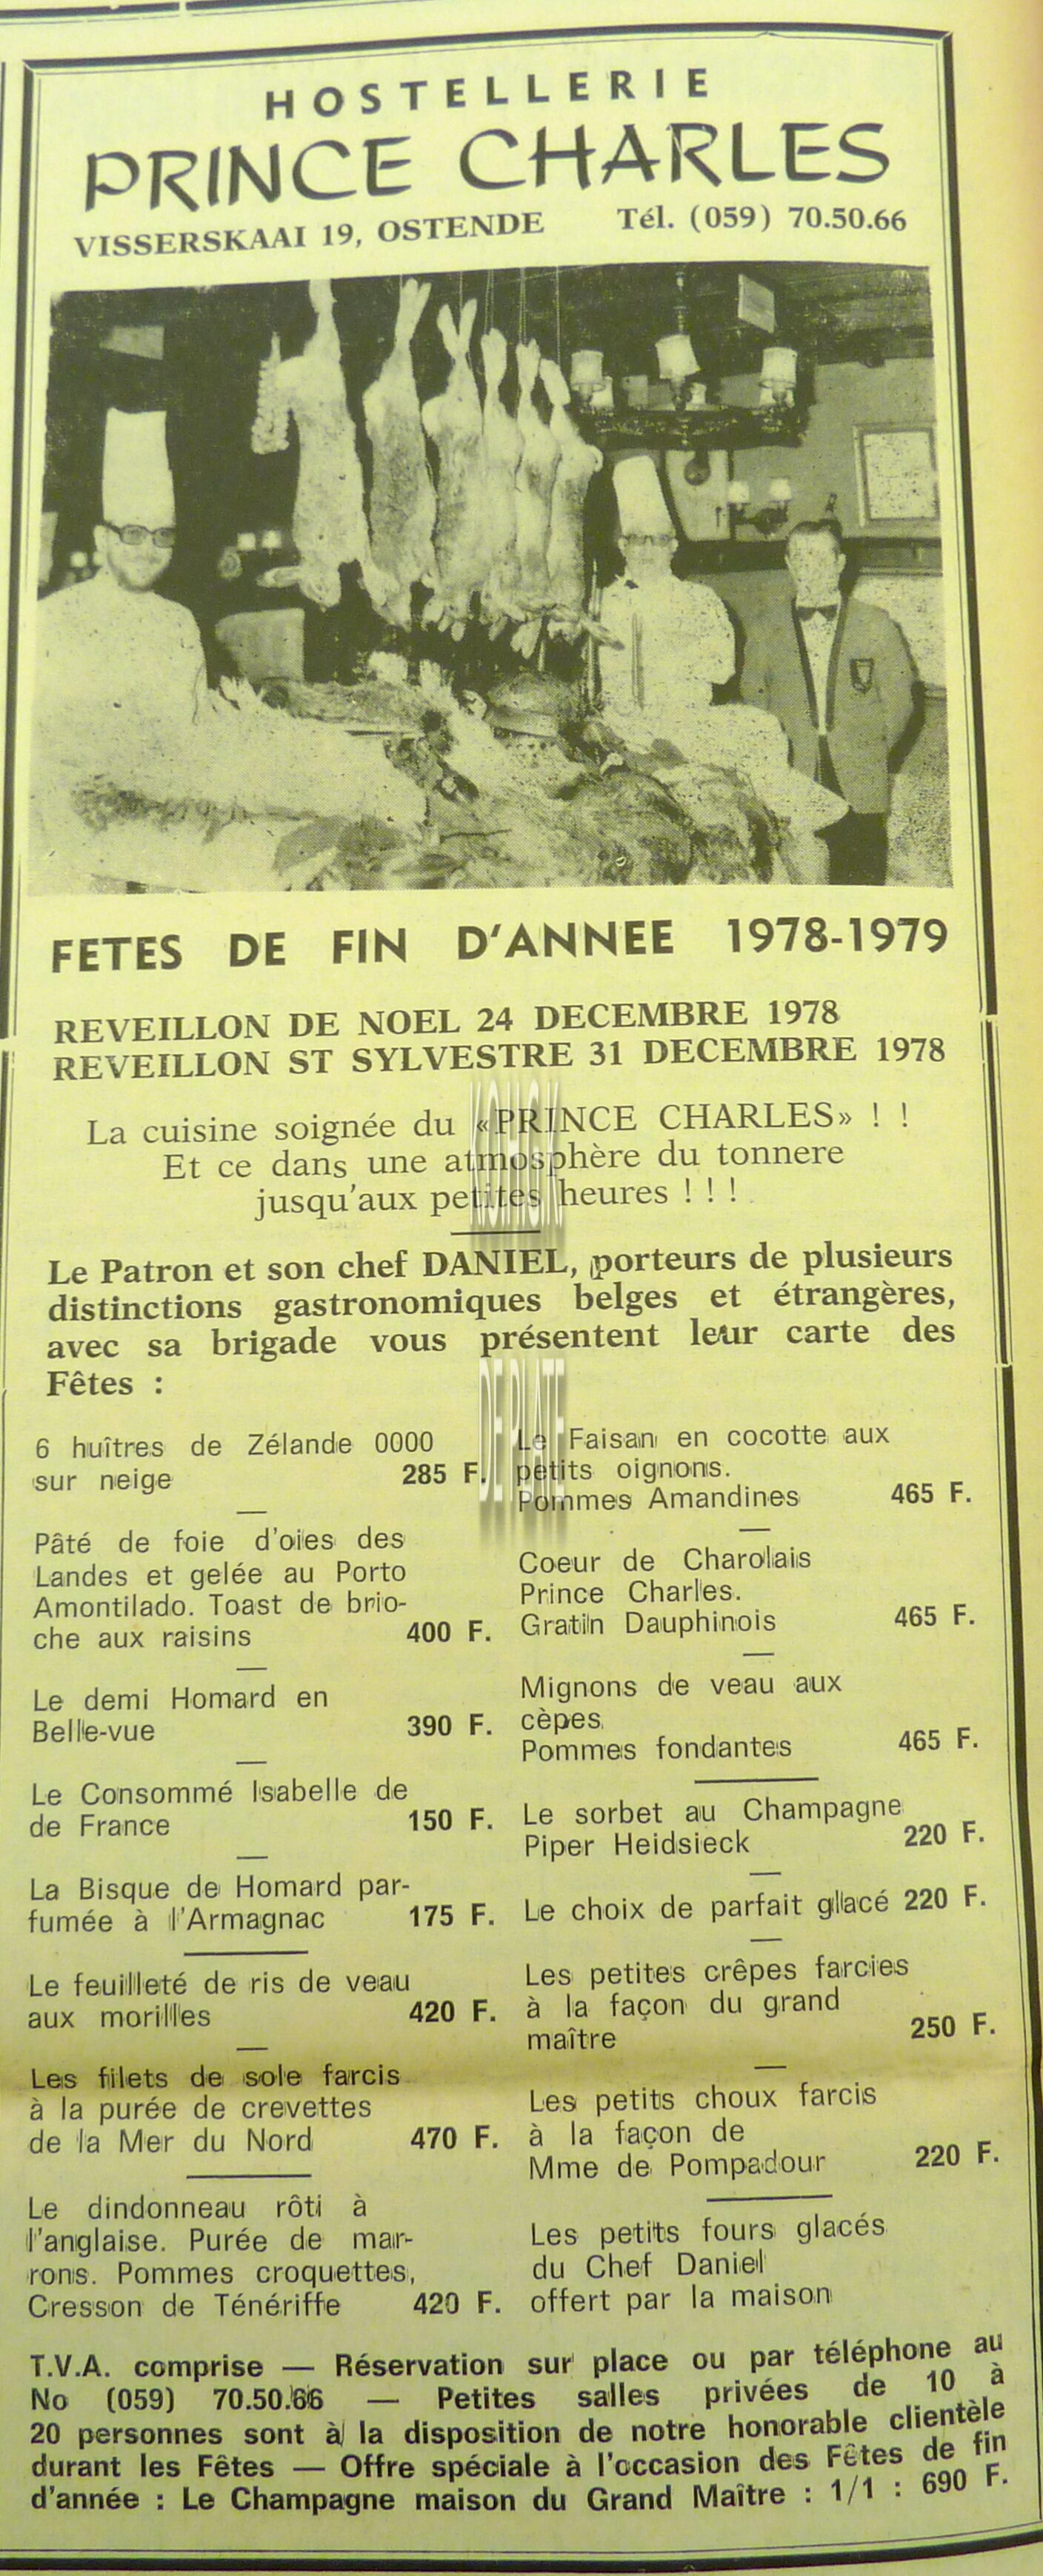 HOSTELLERIE
PRINCE CHARLES
VISSERSKAAI 19, OSTENDE Tél. (059) 70.50.66
FETES DE FIN D'ANNEE 1978-1979
REVEILLON DE NOEL 24 DECEMBRE 1978
REVEILLON ST SYLVESTRE 31 DECEMBRE 1978
La cuisine soignée du «PRINCE CHARLES» ! !
Et ce dans une atmosphère du tonnere
jusqu'aux petites heures ! ! !
Le Patron et son chef DANIEL, porteurs de plusieurs
distinctions gastronomiques belges et étrangères,
avec sa brigade vous présentent leur carte des
Fêtes :
6 huîtres de Zélande 0000
sur neige 285 F.
Pâté de foie d'oies des
Landes et gelée au Porto
Amontilado. Toast de brio-
che aux raisins 400 F.
Le demi Homard en
Belle-vue 390 F.
Le Consommé Isabelle de
de France 150 F.
La Bisque de Homard par-
fumée à l'Armagnac 175 F.
Le feuilleté de ris de veau
aux morilles 420 F.
Les filets de sole farcis
à la purée de crevettes
de la Mer du Nord 470 F.
Le dindonneau rôti à
l'anglaise. Purée de mar-
rons. Pommes croquettes,
Cresson de Ténériffe 420 F.
Le Faisan en cocotte aux
petits oignons.
Pommes Amandines 465 F.
Coeur de Charolais
Prince Charles.
Gratin Dauphinois 465 F.
Mignons de veau aux
cèpes
Pommes fondantes 465 F.
Le sorbet au Champagne
Piper Heidsieck 220 F.
Le choix de parfait glacé 220 F.
Les petites crêpes farcies
à la façon du grand
maître 250 F.
Les petits choux farcis
à la façon de
Mme de Pompadour 220 F.
Les petits fours glacés
du Chef Daniel
offert par la maison
T.V.A. comprise — Réservation sur place ou par téléphone au
No (059) 70.50.66 — Petites salles privées de 10 à
20 personnes sont à la disposition de notre honorable clientèle
durant les Fêtes — Offre spéciale à l'occasion des Fêtes de fin
d'année : Le Champagne maison du Grand Maître : 1/1 : 690 F.
DE PLATE